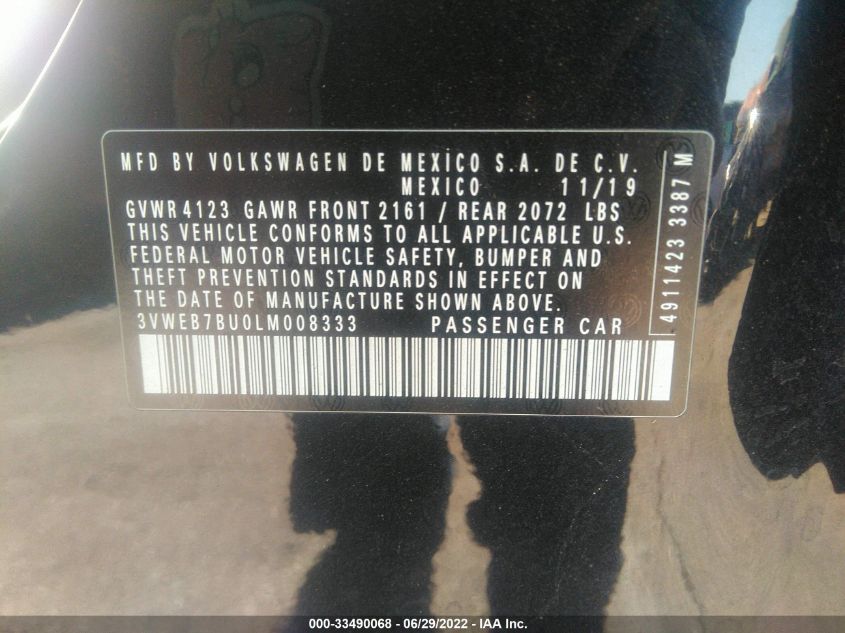 MFD BY VOLKSWAGEN DE MEXICO S.A. DE C.V.
MEXICO 11/19
GVWR 4123 GAWR FRONT 2161 / REAR 2072 LBS
THIS VEHICLE CONFORMS TO ALL APPLICABLE U.S.
FEDERAL MOTOR VEHICLE SAFETY, BUMPER AND
THEFT PREVENTION STANDARDS IN EFFECT ON
THE DATE OF MANUFACTURE SHOWN ABOVE.
3VWEB7BU0LM008333 PASSENGER CAR
4911423 3387 M
000-33490068 - 06/29/2022 - IAA Inc.